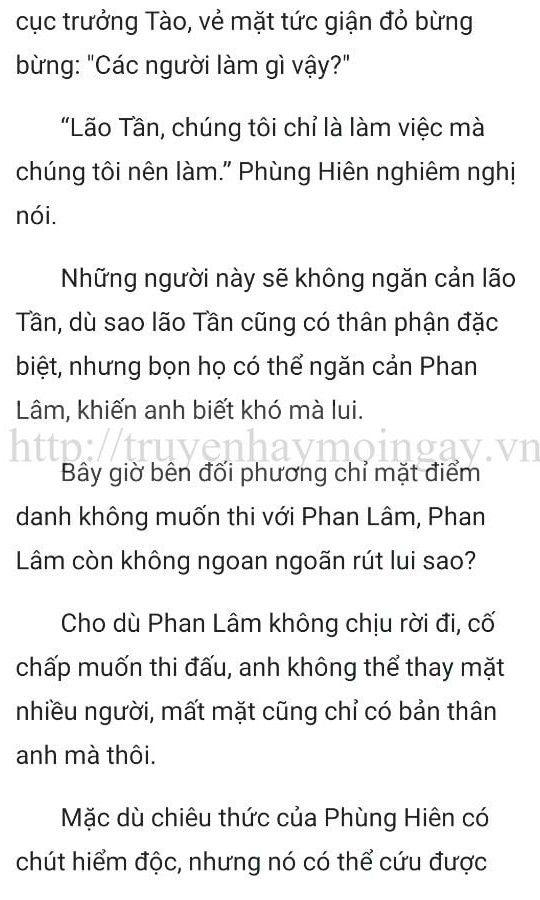 cục trưởng Tào, vẻ mặt tức giận đỏ bừng
bừng: "Các người làm gì vậy?"
“Lão Tần, chúng tôi chỉ là làm việc mà
chúng tôi nên làm.” Phùng Hiên nghiêm nghị
nói.
Những người này sẽ không ngăn cản lão
Tần, dù sao lão Tần cũng có thân phận đặc
biệt, nhưng bọn họ có thể ngăn cản Phan
Lâm, khiến anh biết khó mà lui.
http://truyenhaymoingay.vn
Bây giờ bên đối phương chỉ mặt điểm
danh không muốn thi với Phan Lâm, Phan
Lâm còn không ngoan ngoãn rút lui sao?
Cho dù Phan Lâm không chịu rời đi, cố
chấp muốn thi đấu, anh không thể thay mặt
nhiều người, mất mặt cũng chỉ có bản thân
anh mà thôi.
Mặc dù chiêu thức của Phùng Hiên có
chút hiểm độc, nhưng nó có thể cứu được